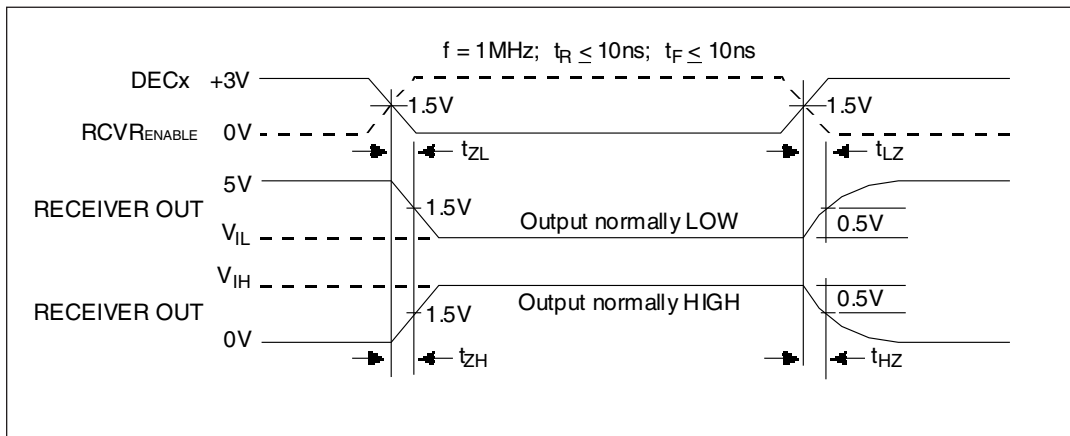 f = 1MHz; tR ≤ 10ns; tF ≤ 10ns
DECx +3V
1.5V 1.5V
RCVRENABLE 0V
tZL tLZ
5V
RECEIVER OUT 1.5V Output normally LOW 0.5V
VIL
VIH
RECEIVER OUT 1.5V Output normally HIGH 0.5V
0V
tZH tHZ